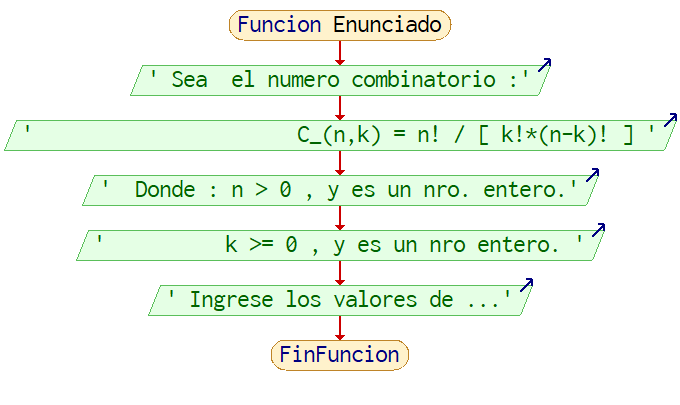 Funcion Enunciado
' Sea  el numero combinatorio :'
'                      C_(n,k) = n! / [ k!*(n-k)! ] '
'  Donde : n > 0 , y es un nro. entero.'
'          k >= 0 , y es un nro entero. '
' Ingrese los valores de ...'
FinFuncion